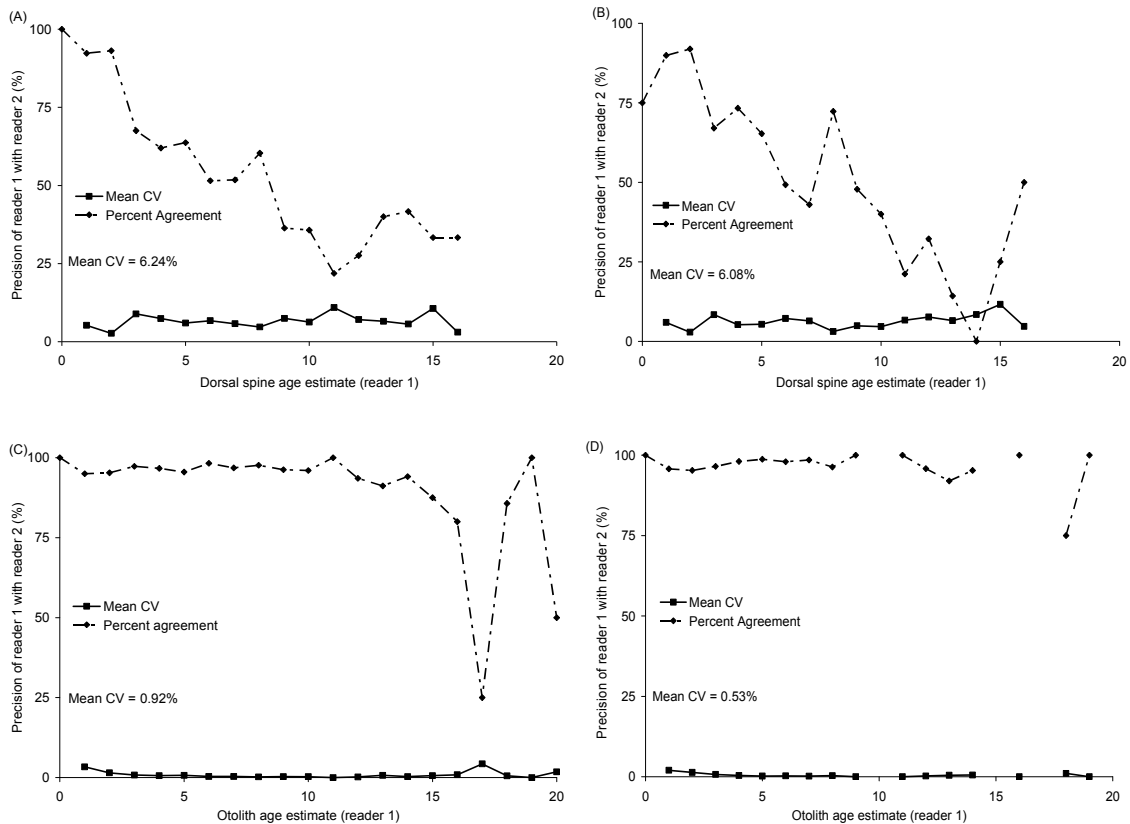 (A)
100
75
50
25
0
Precision of reader 1 with reader 2 (%)
Mean CV
Percent Agreement
Mean CV = 6.24%
0 5 10 15 20
Dorsal spine age estimate (reader 1)
(B)
100
75
50
25
0
Precision of reader 1 with reader 2 (%)
Mean CV
Percent Agreement
Mean CV = 6.08%
0 5 10 15 20
Dorsal spine age estimate (reader 1)
(C)
100
75
50
25
0
Precision of reader 1 with reader 2 (%)
Mean CV
Percent agreement
Mean CV = 0.92%
0 5 10 15 20
Otolith age estimate (reader 1)
(D)
100
75
50
25
0
Precision of reader 1 with reader 2 (%)
Mean CV
Percent Agreement
Mean CV = 0.53%
0 5 10 15 20
Otolith age estimate (reader 1)